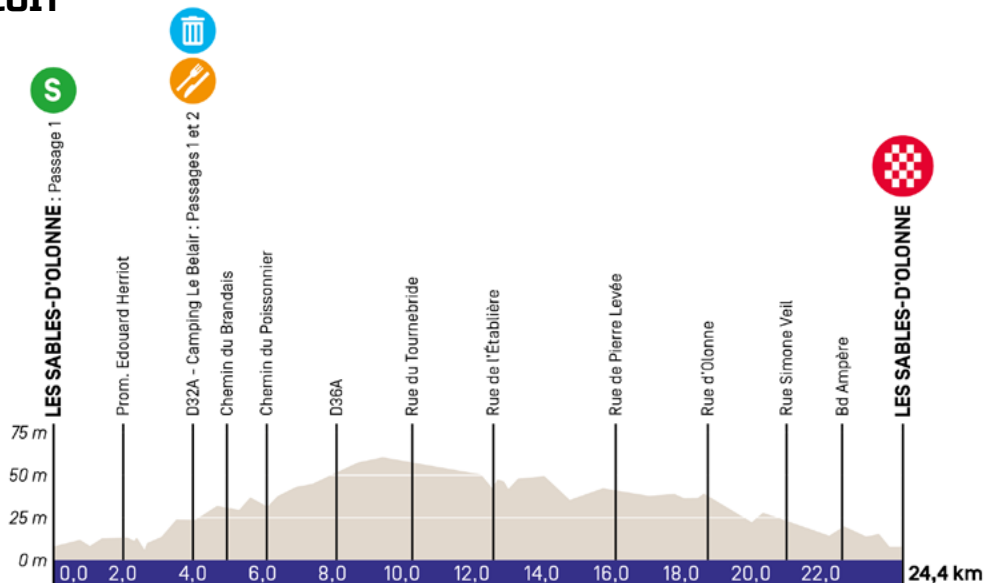 S
LES SABLES-D'OLONNE : Passage 1
Prom. Edouard Herriot
D32A - Camping Le Belair : Passages 1 et 2
Chemin du Brandais
Chemin du Poissonnier
D36A
Rue du Tournebride
Rue de l'Établière
Rue de Pierre Levée
Rue d'Olonne
Rue Simone Veil
Bd Ampère
LES SABLES-D'OLONNE
75 m
50 m
25 m
0 m
0,0 2,0 4,0 6,0 8,0 10,0 12,0 14,0 16,0 18,0 20,0 22,0 24,4 km